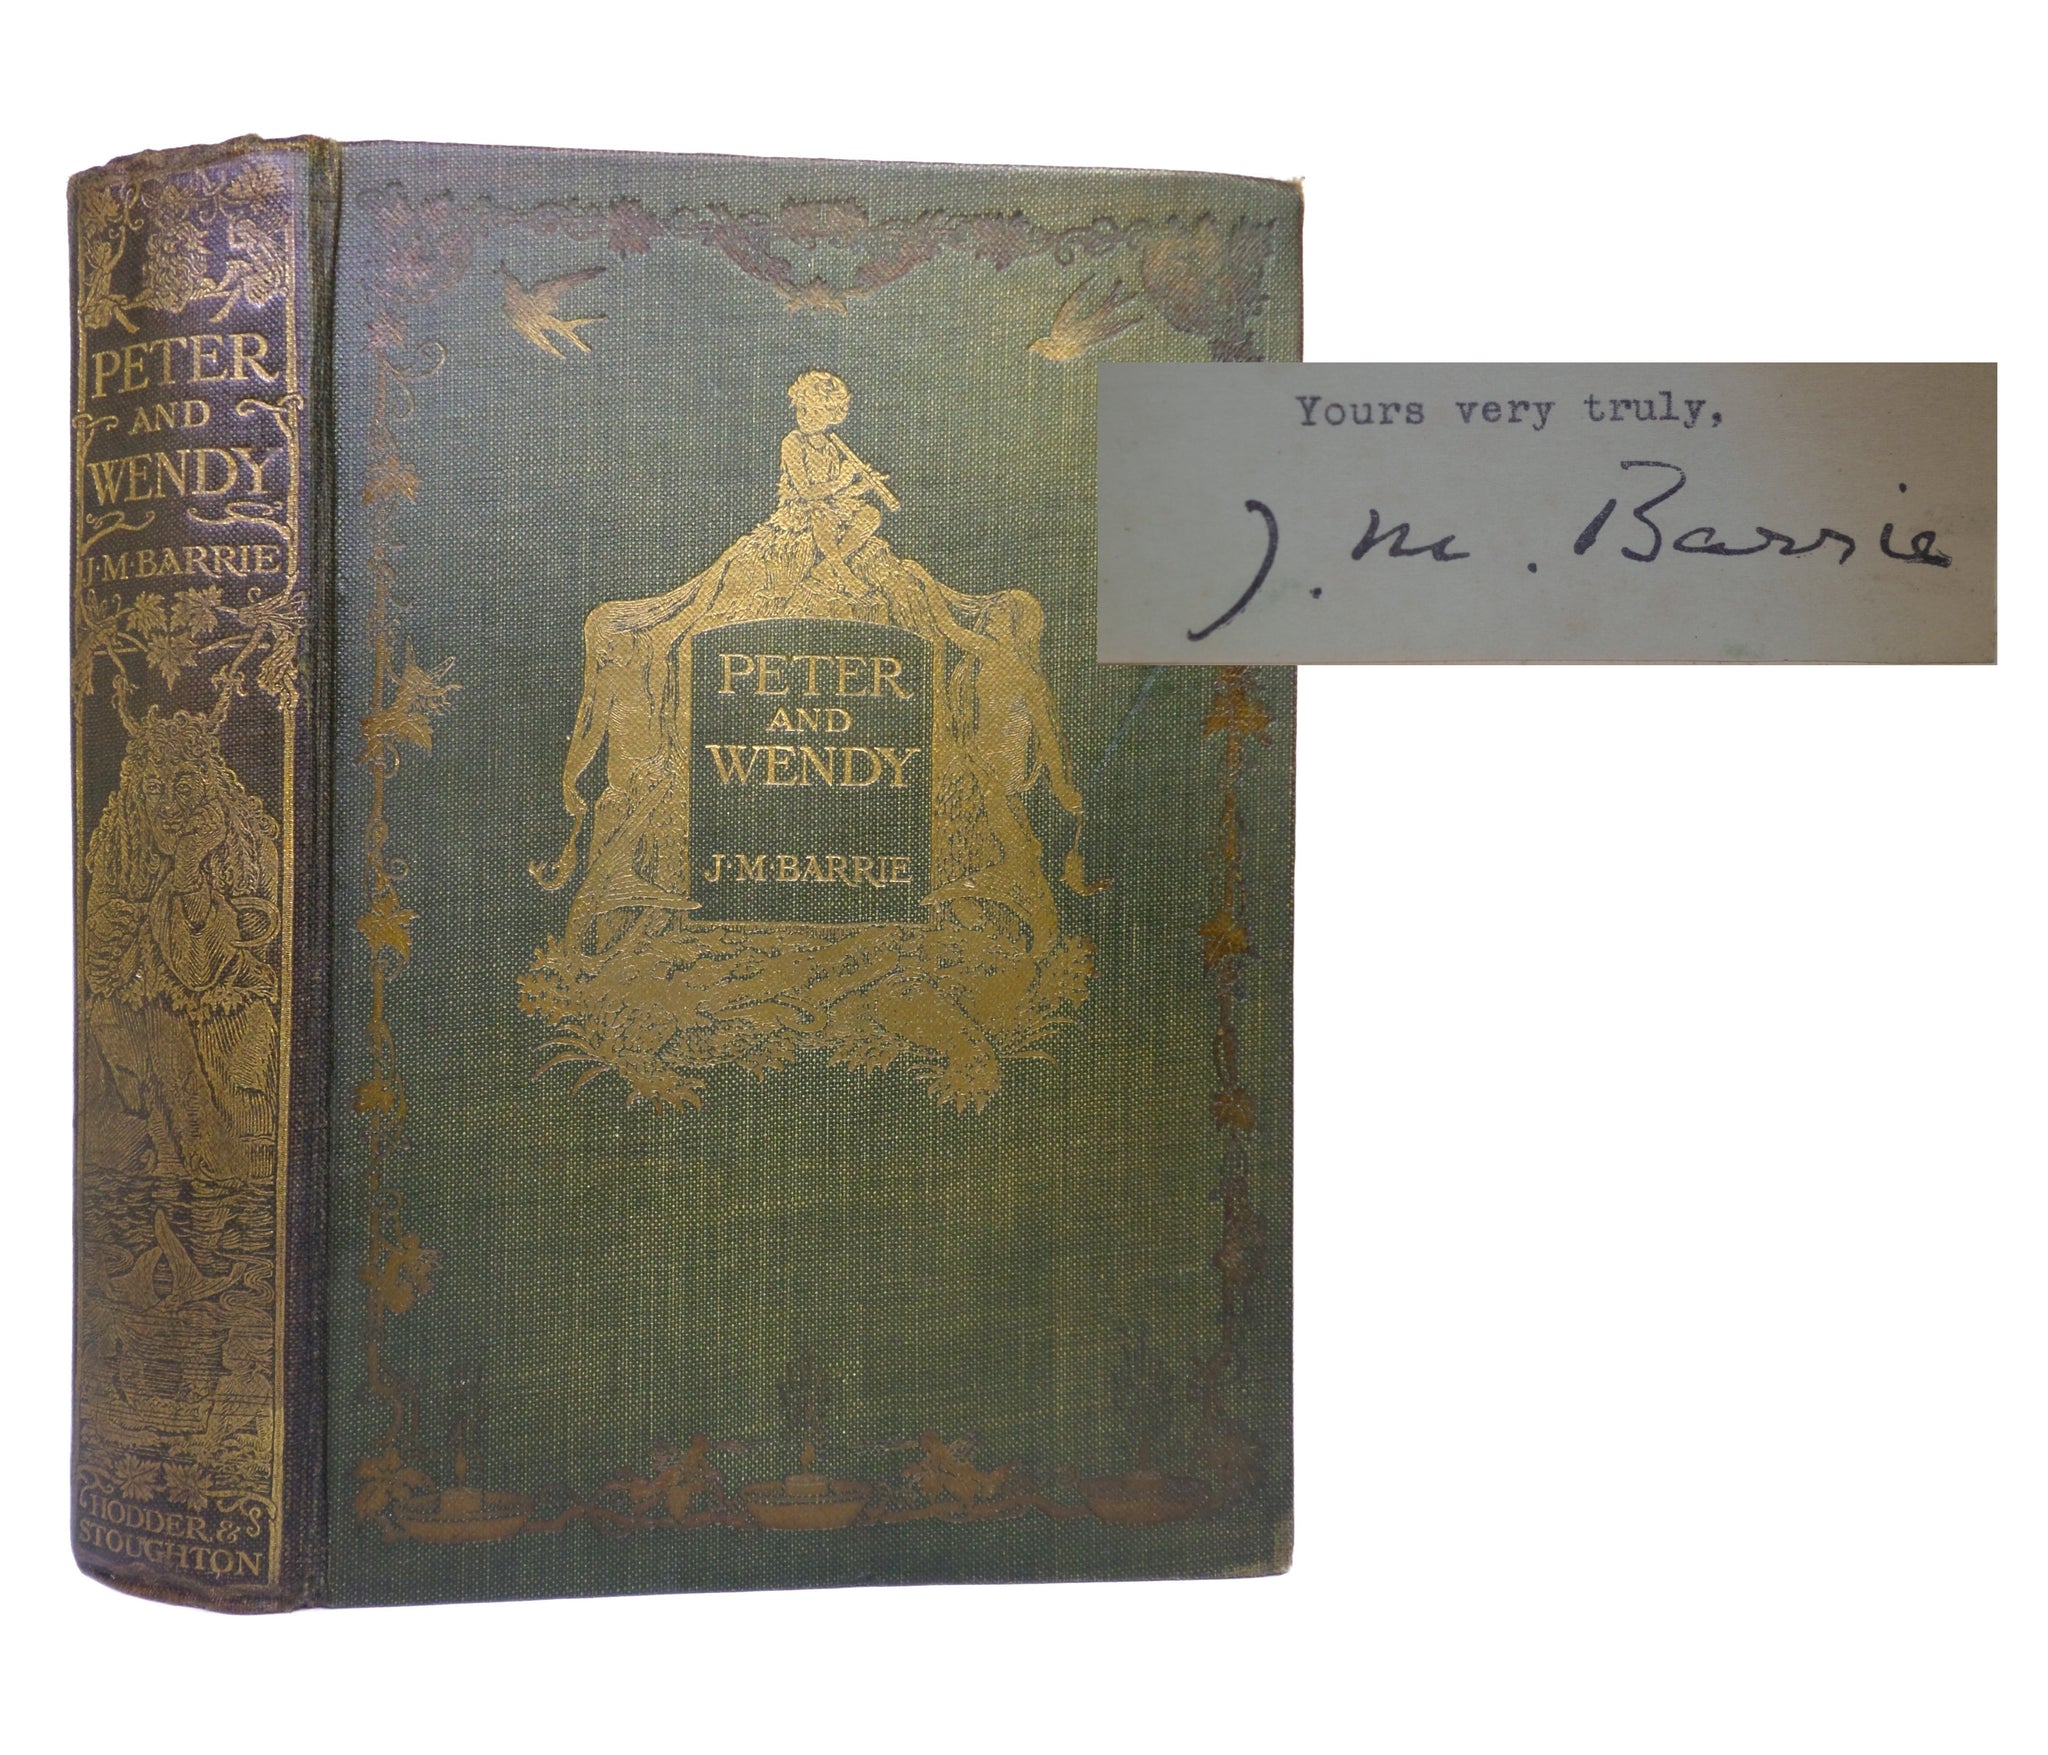 PETER
AND
WENDY
J·M·BARRIE
HODDER &
STOUGHTON
PETER
AND
WENDY
J·M·BARRIE
Yours very truly,
J. M. Barrie